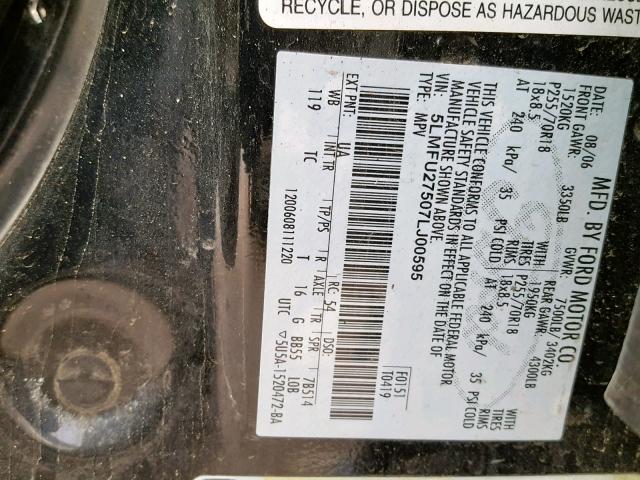 RECYCLE, OR DISPOSE AS HAZARDOUS WAST
MFD. BY FORD MOTOR CO.
DATE: 08/06 GVWR: 7500LB/ 3402KG
FRONT GAWR: 3350LB REAR GAWR: 4300LB
1520KG WITH 1950KG WITH
P255/70R18 TIRES P255/70R18 TIRES
18x8.5 RIMS 18x8.5 RIMS
AT 240 kPa/ 35 PSI COLD AT 240 kPa/ 35 PSI COLD
THIS VEHICLE CONFORMS TO ALL APPLICABLE FEDERAL MOTOR
VEHICLE SAFETY STANDARDS IN EFFECT ON THE DATE OF
MANUFACTURE SHOWN ABOVE.
VIN: 5LMFU27507LJ00595
TYPE: MPV
F0151
T0419
EXT PNT: UA RC: 54 DSO:
WB INT TR TP/PS R AXLE TR SPR
119 TC T 16 G BB55 7B514
LOB
1200608111220 UTC ▽5U5A-1520472-BA